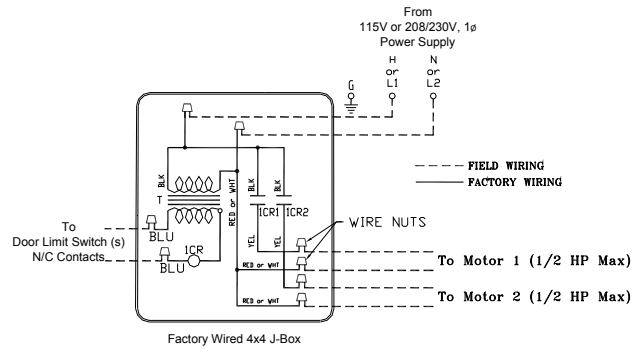 From
115V or 208/230V, 1ø
Power Supply
H
or
L1
N
or
L2
G
FIELD WIRING
FACTORY WIRING
BLK
T
RED or WHT
BLK
BLK
1CR1
1CR2
WIRE NUTS
To
Door Limit Switch (s)
N/C Contacts
BLU
BLU
1CR
YEL
YEL
RED or WHT
To Motor 1 (1/2 HP Max)
RED or WHT
To Motor 2 (1/2 HP Max)
Factory Wired 4x4 J-Box